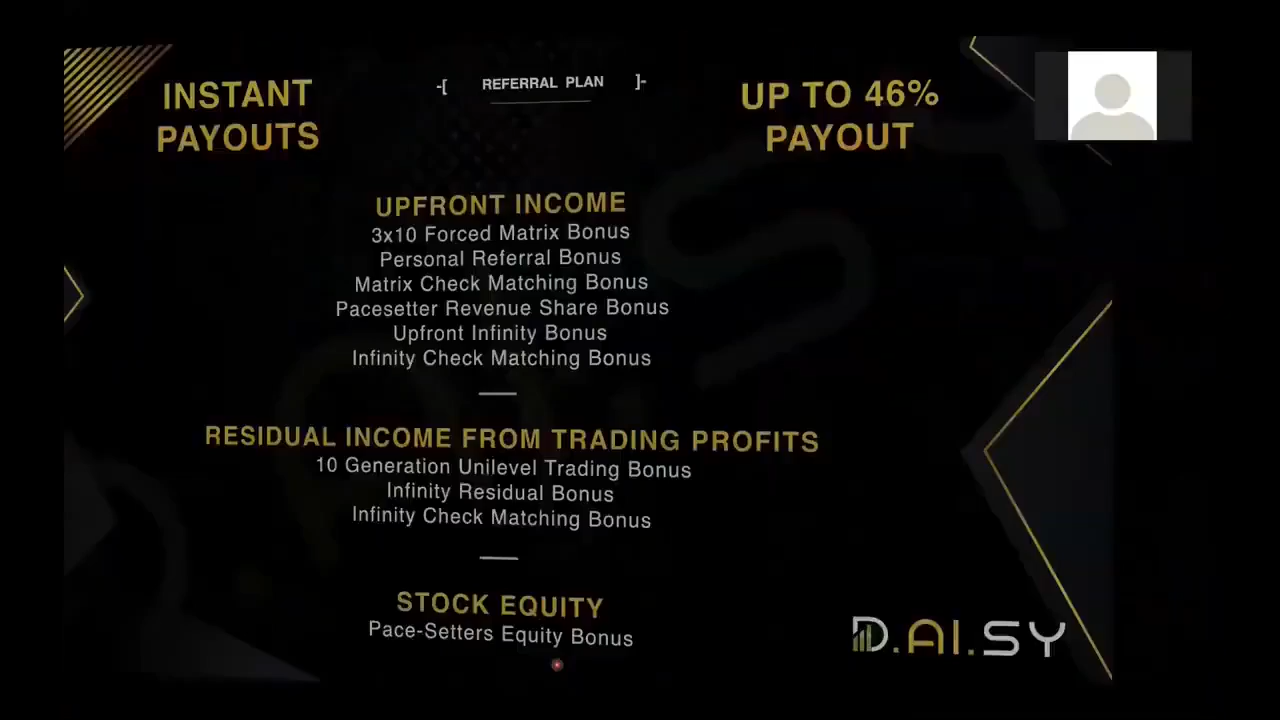 INSTANT
PAYOUTS
-[ REFERRAL PLAN ]-
UP TO 46%
PAYOUT
UPFRONT INCOME
3x10 Forced Matrix Bonus
Personal Referral Bonus
Matrix Check Matching Bonus
Pacesetter Revenue Share Bonus
Upfront Infinity Bonus
Infinity Check Matching Bonus
RESIDUAL INCOME FROM TRADING PROFITS
10 Generation Unilevel Trading Bonus
Infinity Residual Bonus
Infinity Check Matching Bonus
STOCK EQUITY
Pace-Setters Equity Bonus
D.AI.SY